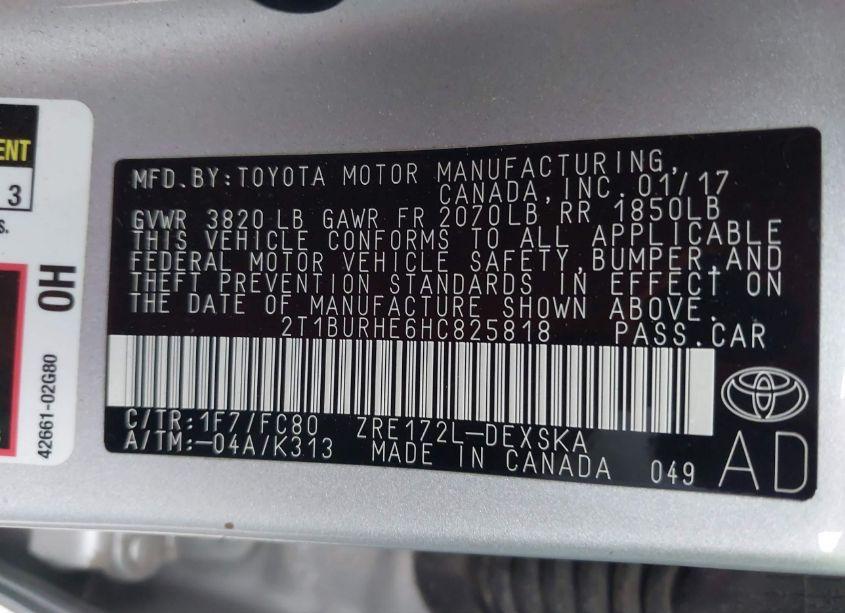 ENT
3
s.
OH
42661-02G80
MFD.BY:TOYOTA MOTOR MANUFACTURING,
CANADA,INC.01/17
GVWR 3820 LB GAWR FR 2070LB RR 1850LB
THIS VEHICLE CONFORMS TO ALL APPLICABLE
FEDERAL MOTOR VEHICLE SAFETY,BUMPER,AND
THEFT PREVENTION STANDARDS IN EFFECT ON
THE DATE OF MANUFACTURE SHOWN ABOVE.
2T1BURHE6HC825818 PASS.CAR
C/TR:1F7/FC80 ZRE172L-DEXSKA
A/TM:-04A/K313 MADE IN CANADA 049 AD